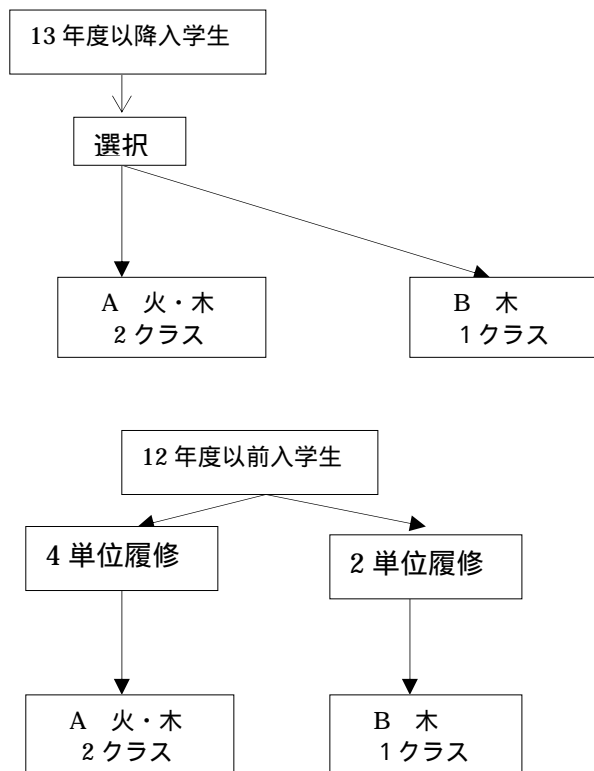 13 年度以降入学生
選択
A 火・木
2 クラス
B 木
1 クラス
12 年度以前入学生
4 単位履修
2 単位履修
A 火・木
2 クラス
B 木
1 クラス